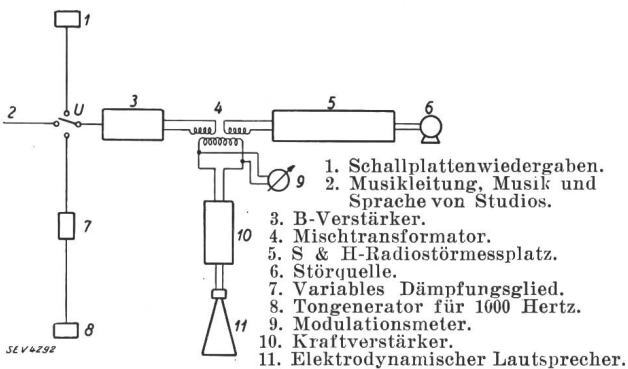 1
2
U
3
4
5
6
7
8
9
10
11
SEV4292
1. Schallplattenwiedergaben.
2. Musikleitung, Musik und
Sprache von Studios.
3. B-Verstärker.
4. Mischtransformator.
5. S & H-Radiostörmessplatz.
6. Störquelle.
7. Variables Dämpfungsglied.
8. Tongenerator für 1000 Hertz.
9. Modulationsmeter.
10. Kraftverstärker.
11. Elektrodynamischer Lautsprecher.